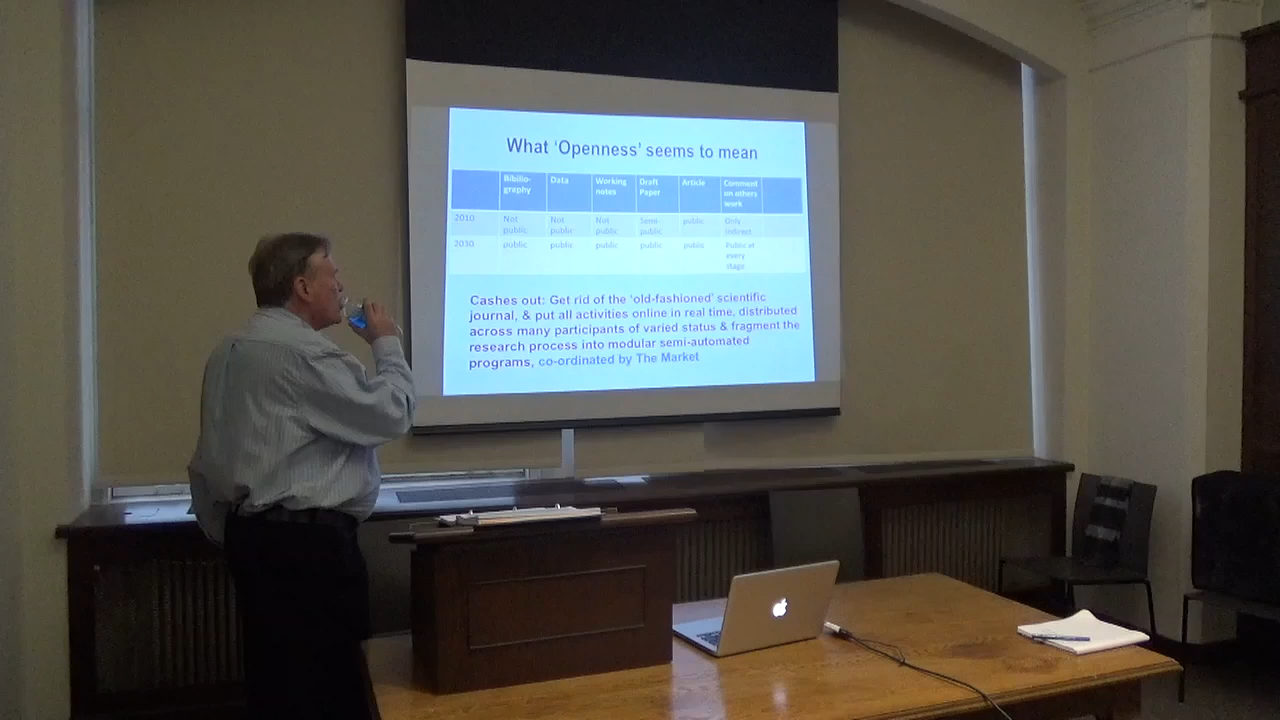 What 'Openness' seems to mean
Bibilio- Data Working Draft Article Comment
graphy notes Paper on others
work
2010 Not Not Not Semi- public Only
public public public public indirect
2030 public public public public public Public at
every
stage
Cashes out: Get rid of the 'old-fashioned' scientific
journal, & put all activities online in real time, distributed
across many participants of varied status & fragment the
research process into modular semi-automated
programs, co-ordinated by The Market